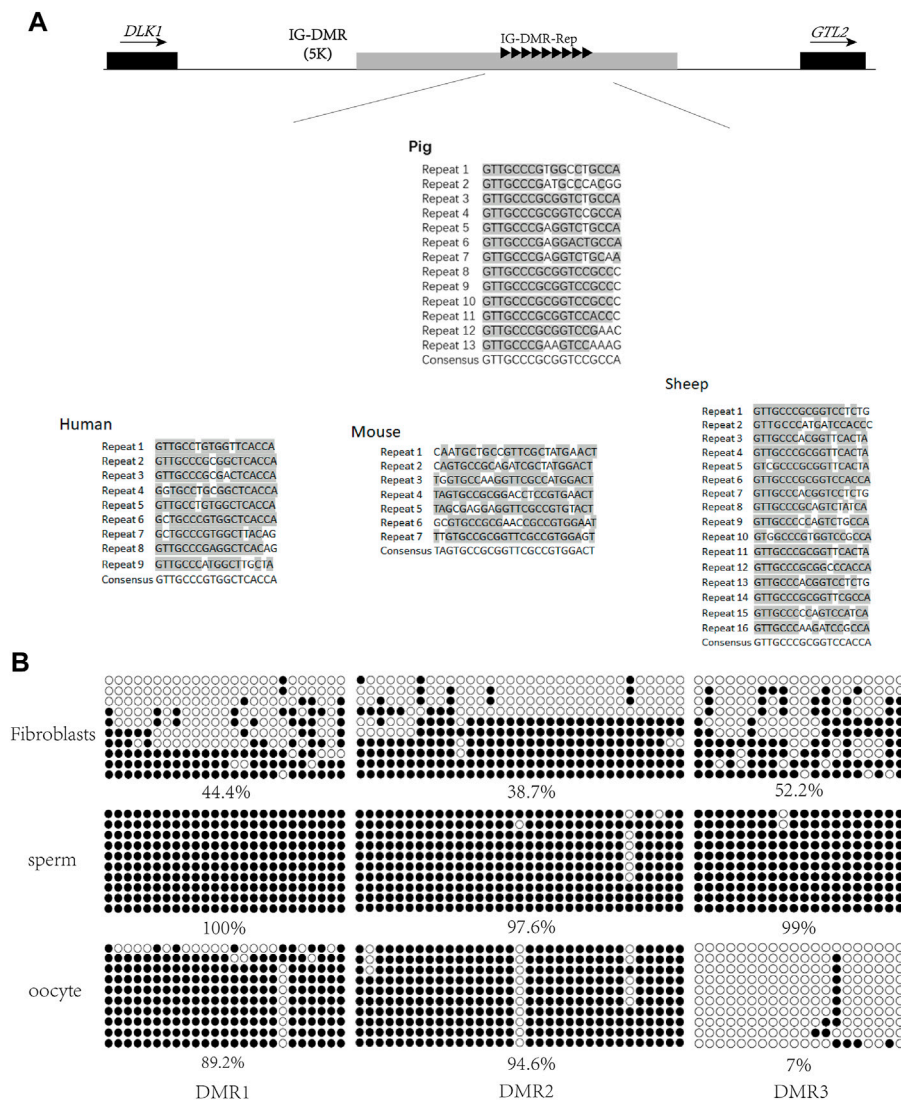 A
DLK1
IG-DMR
(5K)
IG-DMR-Rep
GTL2
Pig
Repeat 1 GTTGCCCGTGGCCTGCCA
Repeat 2 GTTGCCCGATGCCCACGG
Repeat 3 GTTGCCCGCGGTCTGCCA
Repeat 4 GTTGCCCGCGGTCCGCCA
Repeat 5 GTTGCCCGAGGTCTGCCA
Repeat 6 GTTGCCCGAGGACTGCCA
Repeat 7 GTTGCCCGAGGTCTGCAA
Repeat 8 GTTGCCCGCGGTCCGCCC
Repeat 9 GTTGCCCGCGGTCCGCCC
Repeat 10 GTTGCCCGCGGTCCGCCC
Repeat 11 GTTGCCCGCGGTCCACCC
Repeat 12 GTTGCCCGCGGTCCGAAC
Repeat 13 GTTGCCCGAAGTCCAAAG
Consensus GTTGCCCGCGGTCCGCCA
Human
Repeat 1 GTTGCCTGTGGTTCACCA
Repeat 2 GTTGCCCGCGGCTCACCA
Repeat 3 GTTGCCCGCGACTCACCA
Repeat 4 GGTGCCTGCGGCTCACCA
Repeat 5 GTTGCCTGTGGCTCACCA
Repeat 6 GCTGCCCGTGGCTCACCA
Repeat 7 GCTGCCCGTGGCTTACAG
Repeat 8 GTTGCCCGAGGCTCACAG
Repeat 9 GTTGCCCATGGCTTGCTA
Consensus GTTGCCCGTGGCTCACCA
Mouse
Repeat 1 CAATGCTGCCGTTCGCTATGAACT
Repeat 2 CAGTGCCGCAGATCGCTATGGACT
Repeat 3 TGGTGCCAAGGTTCGCCATGGACT
Repeat 4 TAGTGCCGCGGACCTCCGTGAACT
Repeat 5 TAGCGAGGAGGTTCGCCGTGTACT
Repeat 6 GCGTGCCGCGAACCGCCGTGGAAT
Repeat 7 TTGTGCCGCGGTTCGCCGTGGAGT
Consensus TAGTGCCGCGGTTCGCCGTGGACT
Sheep
Repeat 1 GTTGCCCGCGGTCCTCTG
Repeat 2 GTTGCCCATGATCCACCC
Repeat 3 GTTGCCCACGGTTCACTA
Repeat 4 GTTGCCCGCGGTTCACTA
Repeat 5 GTCGCCCGCGGTTCACTA
Repeat 6 GTTGCCCGCGGTCCACCA
Repeat 7 GTTGCCCACGGTCCTCTG
Repeat 8 GTTGCCCGCAGTCTATCA
Repeat 9 GTTGCCCCCAGTCTGCCA
Repeat 10 GTGGCCCGTGGTCCGCCA
Repeat 11 GTTGCCCGCGGTTCACTA
Repeat 12 GTTGCCCGCGGCCCACCA
Repeat 13 GTTGCCCACGGTCCTCTG
Repeat 14 GTTGCCCGCGGTTCGCCA
Repeat 15 GTTGCCCCCAGTCCATCA
Repeat 16 GTTGCCCAAGATCCGCCA
Consensus GTTGCCCGCGGTCCACCA
B
Fibroblasts
44.4% 38.7% 52.2%
sperm
100% 97.6% 99%
oocyte
89.2% 94.6% 7%
DMR1 DMR2 DMR3